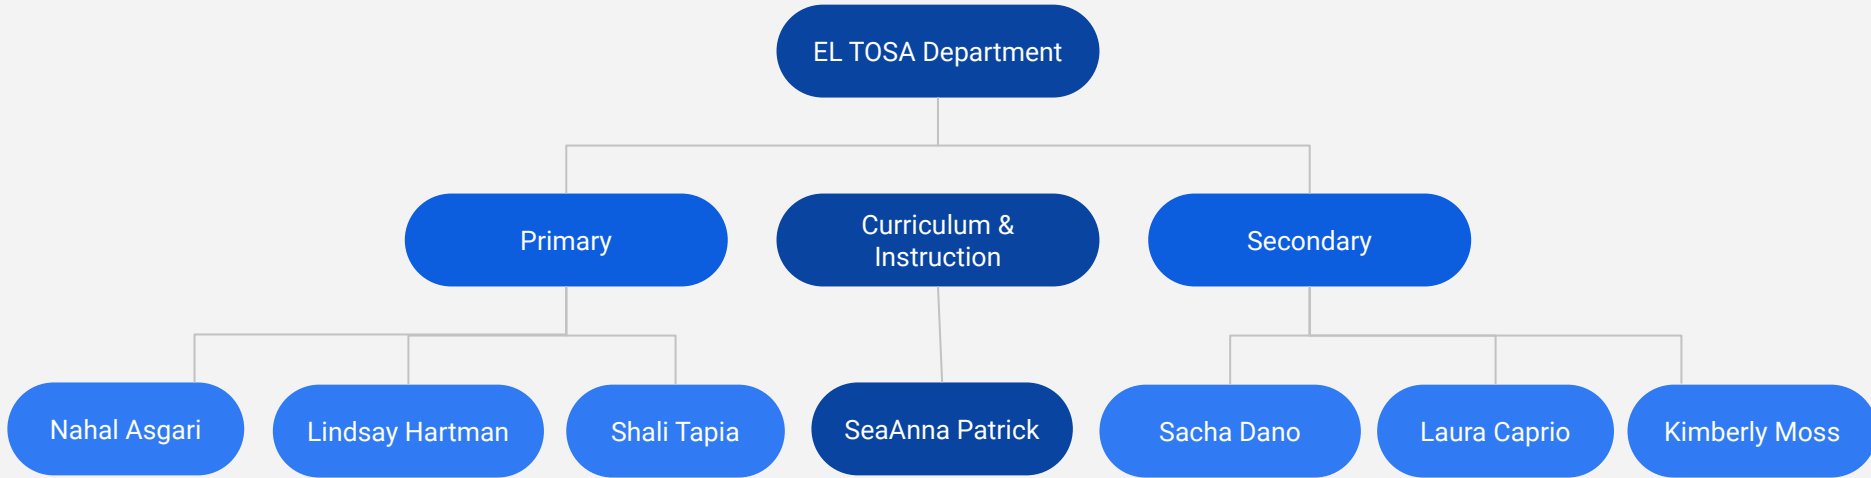 EL TOSA Department
Primary
Curriculum &
Instruction
Secondary
Nahal Asgari
Lindsay Hartman
Shali Tapia
SeaAnna Patrick
Sacha Dano
Laura Caprio
Kimberly Moss